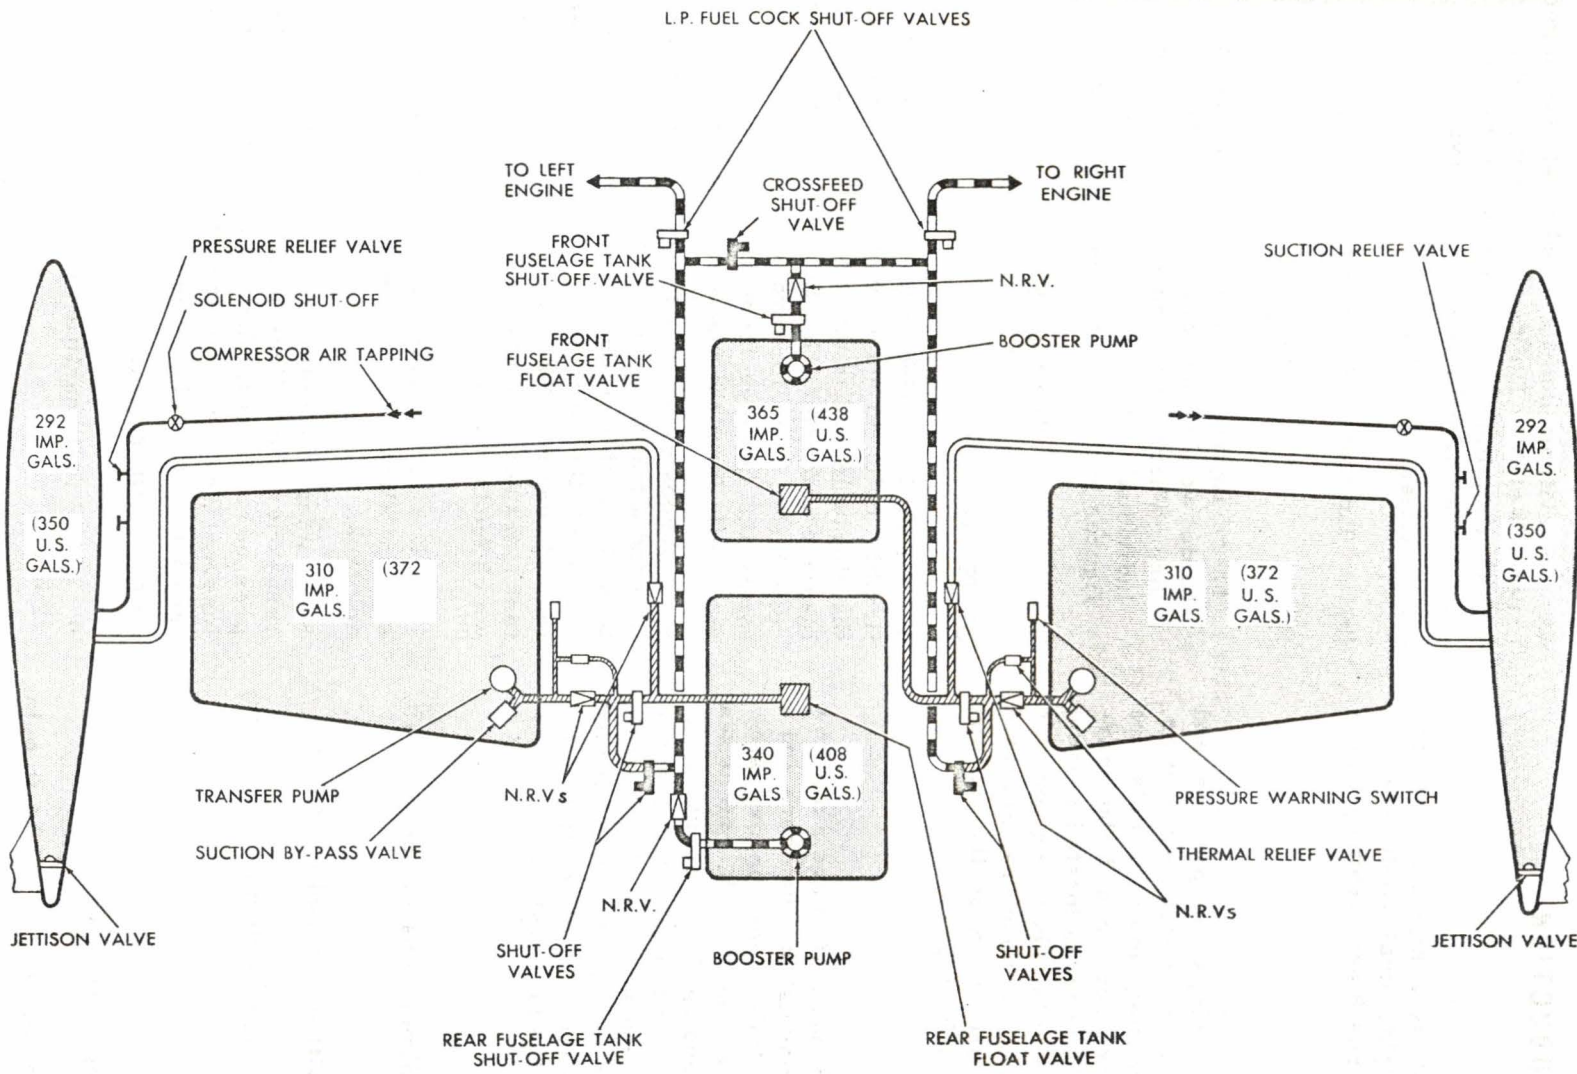 L.P. FUEL COCK SHUT-OFF VALVES
TO LEFT
ENGINE
CROSSFEED
SHUT-OFF
VALVE
TO RIGHT
ENGINE
PRESSURE RELIEF VALVE
SOLENOID SHUT-OFF
COMPRESSOR AIR TAPPING
FRONT
FUSELAGE TANK
SHUT-OFF VALVE
N.R.V.
SUCTION RELIEF VALVE
FRONT
FUSELAGE TANK
FLOAT VALVE
BOOSTER PUMP
292
IMP.
GALS.
(350
U.S.
GALS.)
365
IMP.
GALS.
(438
U.S.
GALS.)
292
IMP.
GALS.
(350
U.S.
GALS.)
310
IMP.
GALS.
(372
310
IMP.
GALS.
(372
U.S.
GALS.)
340
IMP.
GALS
(408
U.S.
GALS.)
TRANSFER PUMP
SUCTION BY-PASS VALVE
N.R.Vs
N.R.V.
PRESSURE WARNING SWITCH
THERMAL RELIEF VALVE
N.R.Vs
JETTISON VALVE
SHUT-OFF
VALVES
BOOSTER PUMP
SHUT-OFF
VALVES
JETTISON VALVE
REAR FUSELAGE TANK
SHUT-OFF VALVE
REAR FUSELAGE TANK
FLOAT VALVE